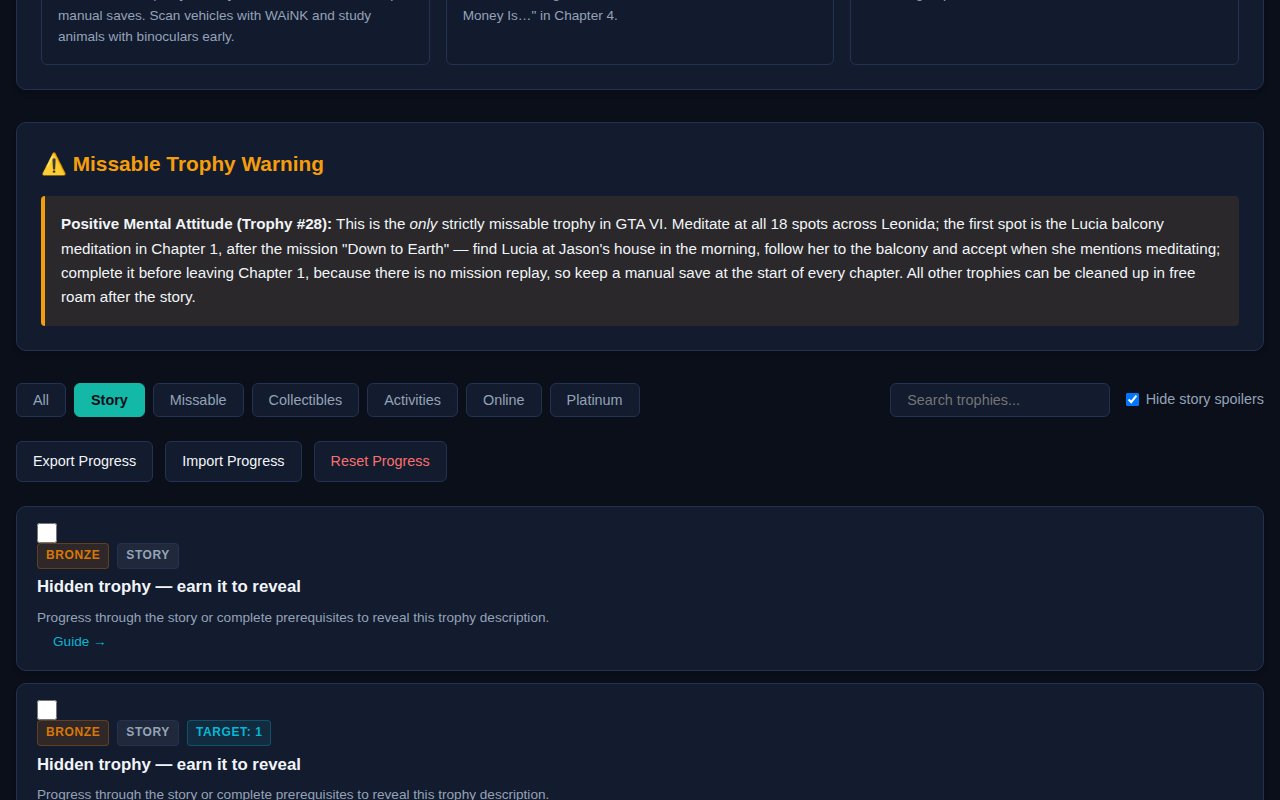 manual saves. Scan vehicles with WAiNK and study
animals with binoculars early.
Money Is…" in Chapter 4.
⚠️ Missable Trophy Warning
Positive Mental Attitude (Trophy #28): This is the only strictly missable trophy in GTA VI. Meditate at all 18 spots across Leonida; the first spot is the Lucia balcony
meditation in Chapter 1, after the mission "Down to Earth" — find Lucia at Jason's house in the morning, follow her to the balcony and accept when she mentions meditating;
complete it before leaving Chapter 1, because there is no mission replay, so keep a manual save at the start of every chapter. All other trophies can be cleaned up in free
roam after the story.
All
Story
Missable
Collectibles
Activities
Online
Platinum
Search trophies...
Hide story spoilers
Export Progress
Import Progress
Reset Progress
BRONZE
STORY
Hidden trophy — earn it to reveal
Progress through the story or complete prerequisites to reveal this trophy description.
Guide →
BRONZE
STORY
TARGET: 1
Hidden trophy — earn it to reveal
Progress through the story or complete prerequisites to reveal this trophy description.